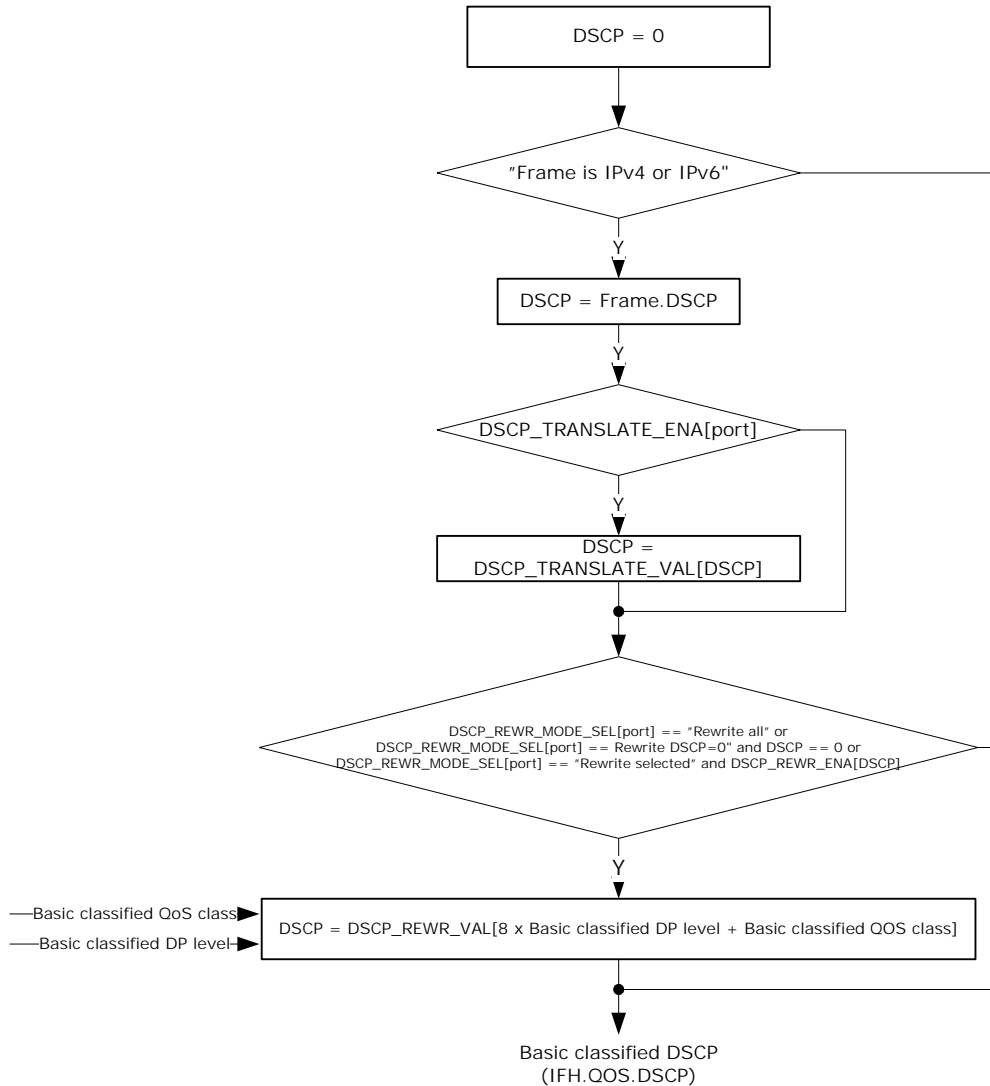 DSCP = 0
"Frame is IPv4 or IPv6"
Y
DSCP = Frame.DSCP
Y
DSCP_TRANSLATE_ENA[port]
Y
DSCP =
DSCP_TRANSLATE_VAL[DSCP]
DSCP_REWR_MODE_SEL[port] == "Rewrite all" or
DSCP_REWR_MODE_SEL[port] == Rewrite DSCP=0" and DSCP == 0 or
DSCP_REWR_MODE_SEL[port] == "Rewrite selected" and DSCP_REWR_ENA[DSCP]
Y
Basic classified QoS class
Basic classified DP level
DSCP = DSCP_REWR_VAL[8 x Basic classified DP level + Basic classified QOS class]
Basic classified DSCP
(IFH.QOS.DSCP)